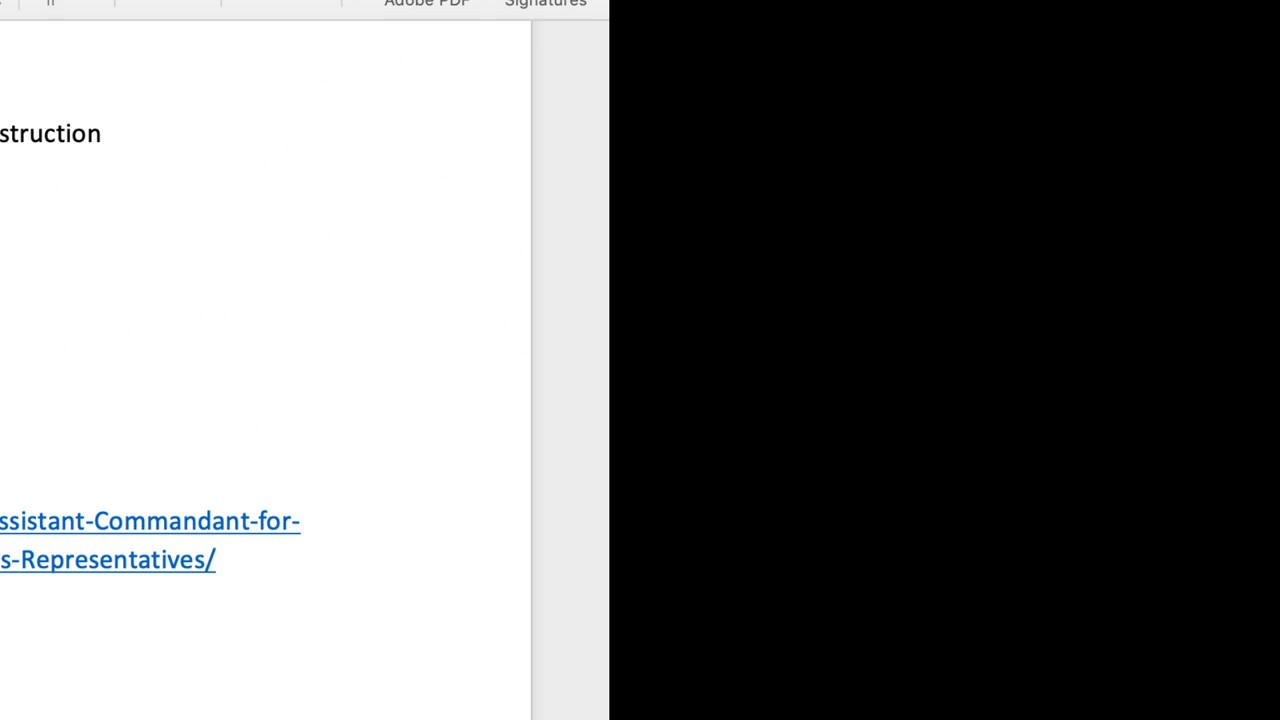 Adobe PDF Signatures
struction
ssistant-Commandant-for-
s-Representatives/